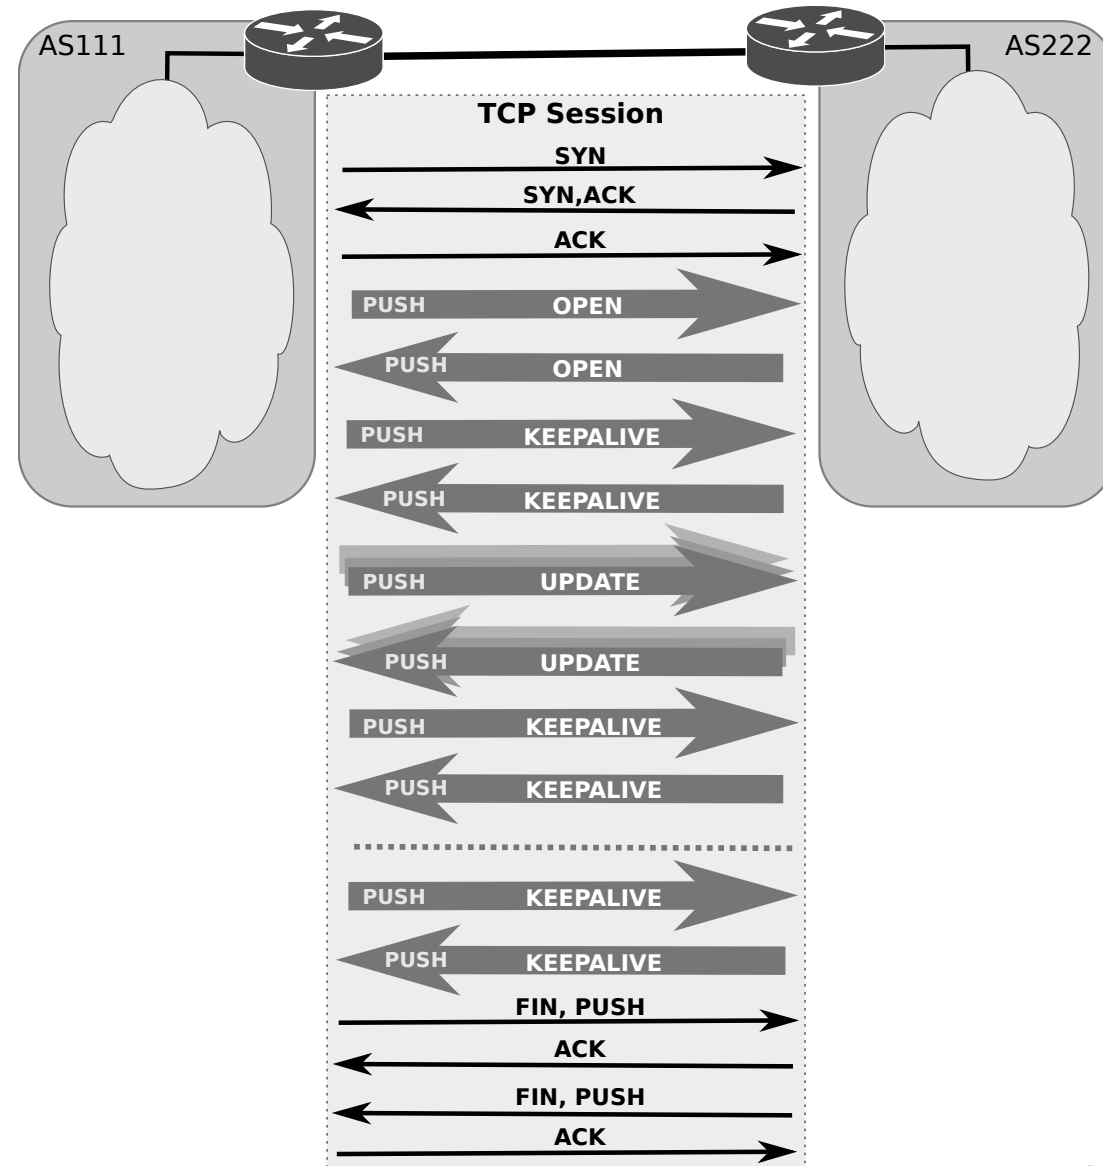 AS111
AS222
TCP Session
SYN
SYN,ACK
ACK
PUSH OPEN
PUSH OPEN
PUSH KEEPALIVE
PUSH KEEPALIVE
PUSH UPDATE
PUSH UPDATE
PUSH KEEPALIVE
PUSH KEEPALIVE
PUSH KEEPALIVE
PUSH KEEPALIVE
FIN, PUSH
ACK
FIN, PUSH
ACK